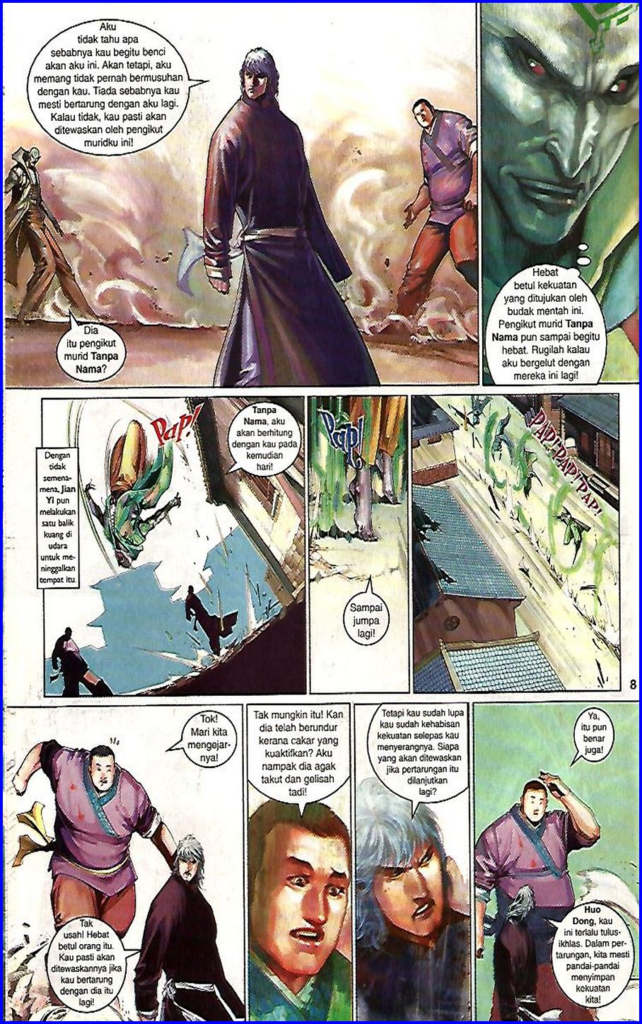 Aku
tidak tahu apa
sebabnya kau begitu benci
akan aku ini. Akan tetapi, aku
memang tidak pernah bermusuhan
dengan kau. Tiada sebabnya kau
mesti bertarung dengan aku lagi.
Kalau tidak, kau pasti akan
ditewaskan oleh pengikut
muridku ini!
Dia
itu pengikut
murid Tanpa
Nama?
Hebat
betul kekuatan
yang ditujukan oleh
budak mentah ini.
Pengikut murid Tanpa
Nama pun sampai begitu
hebat. Rugilah kalau
aku bergelut dengan
mereka ini lagi!
Dengan
tidak
semena-
mena, Jian
Yi pun
melakukan
satu balik
kuang di
udara
untuk me-
ninggalkan
tempat itu.
Pap!
Tanpa
Nama, aku
akan berhitung
dengan kau pada
kemudian
hari!
Pap!
Sampai
jumpa
lagi!
PAP! PAP! PAP!
8
Tok!
Mari kita
mengejar-
nya!
Tak
usah! Hebat
betul orang itu.
Kau pasti akan
ditewaskannya jika
kau bertarung
dengan dia itu
lagi!
Tak mungkin itu! Kan
dia telah berundur
kerana cakar yang
kuaktifkan? Aku
nampak dia agak
takut dan gelisah
tadi!
Tetapi kau sudah lupa
kau sudah kehabisan
kekuatan selepas kau
menyerangnya. Siapa
yang akan ditewaskan
jika pertarungan itu
dilanjutkan
lagi?
Ya,
itu pun
benar
juga!
Huo
Dong, kau
ini terlalu tulus-
ikhlas. Dalam per-
tarungan, kita mesti
pandai-pandai
menyimpan
kekuatan
kita!